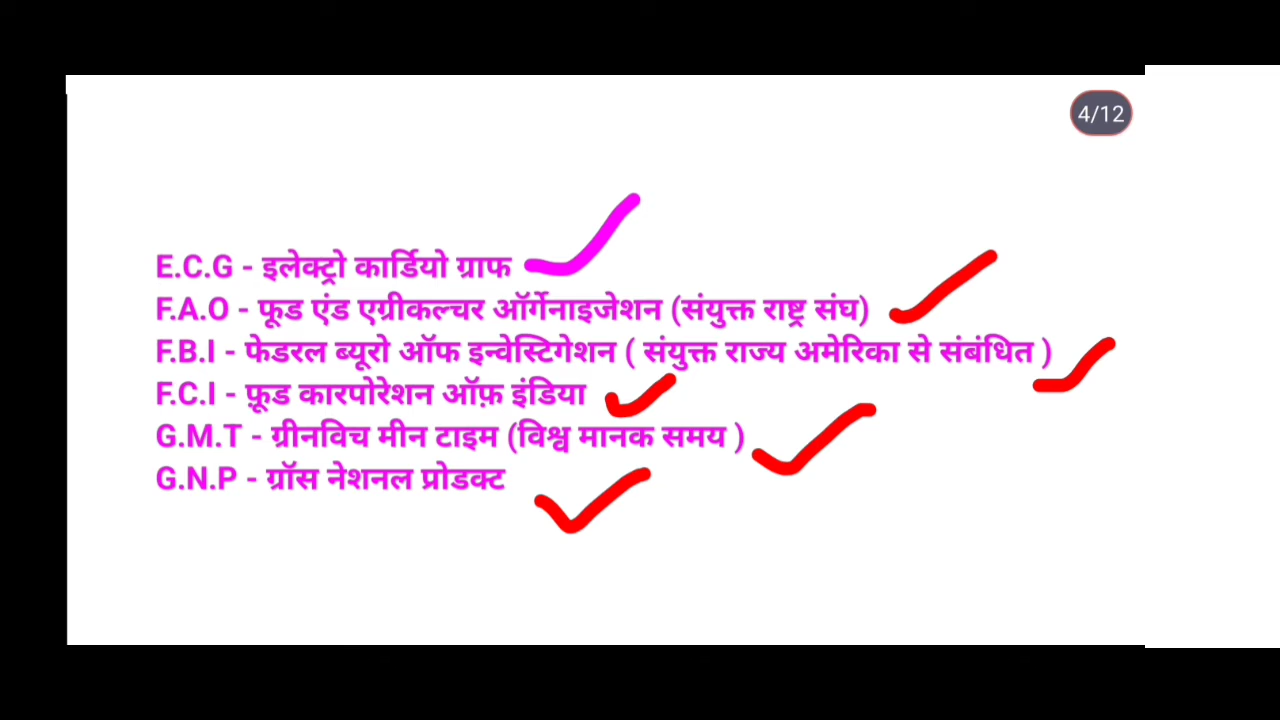 4/12
E.C.G - इलेक्ट्रो कार्डियो ग्राफ
F.A.O - फूड एंड एग्रीकल्चर ऑर्गेनाइजेशन (संयुक्त राष्ट्र संघ)
F.B.I - फेडरल ब्यूरो ऑफ इन्वेस्टिगेशन ( संयुक्त राज्य अमेरिका से संबंधित )
F.C.I - फ़ूड कारपोरेशन ऑफ़ इंडिया
G.M.T - ग्रीनविच मीन टाइम (विश्व मानक समय )
G.N.P - ग्रॉस नेशनल प्रोडक्ट